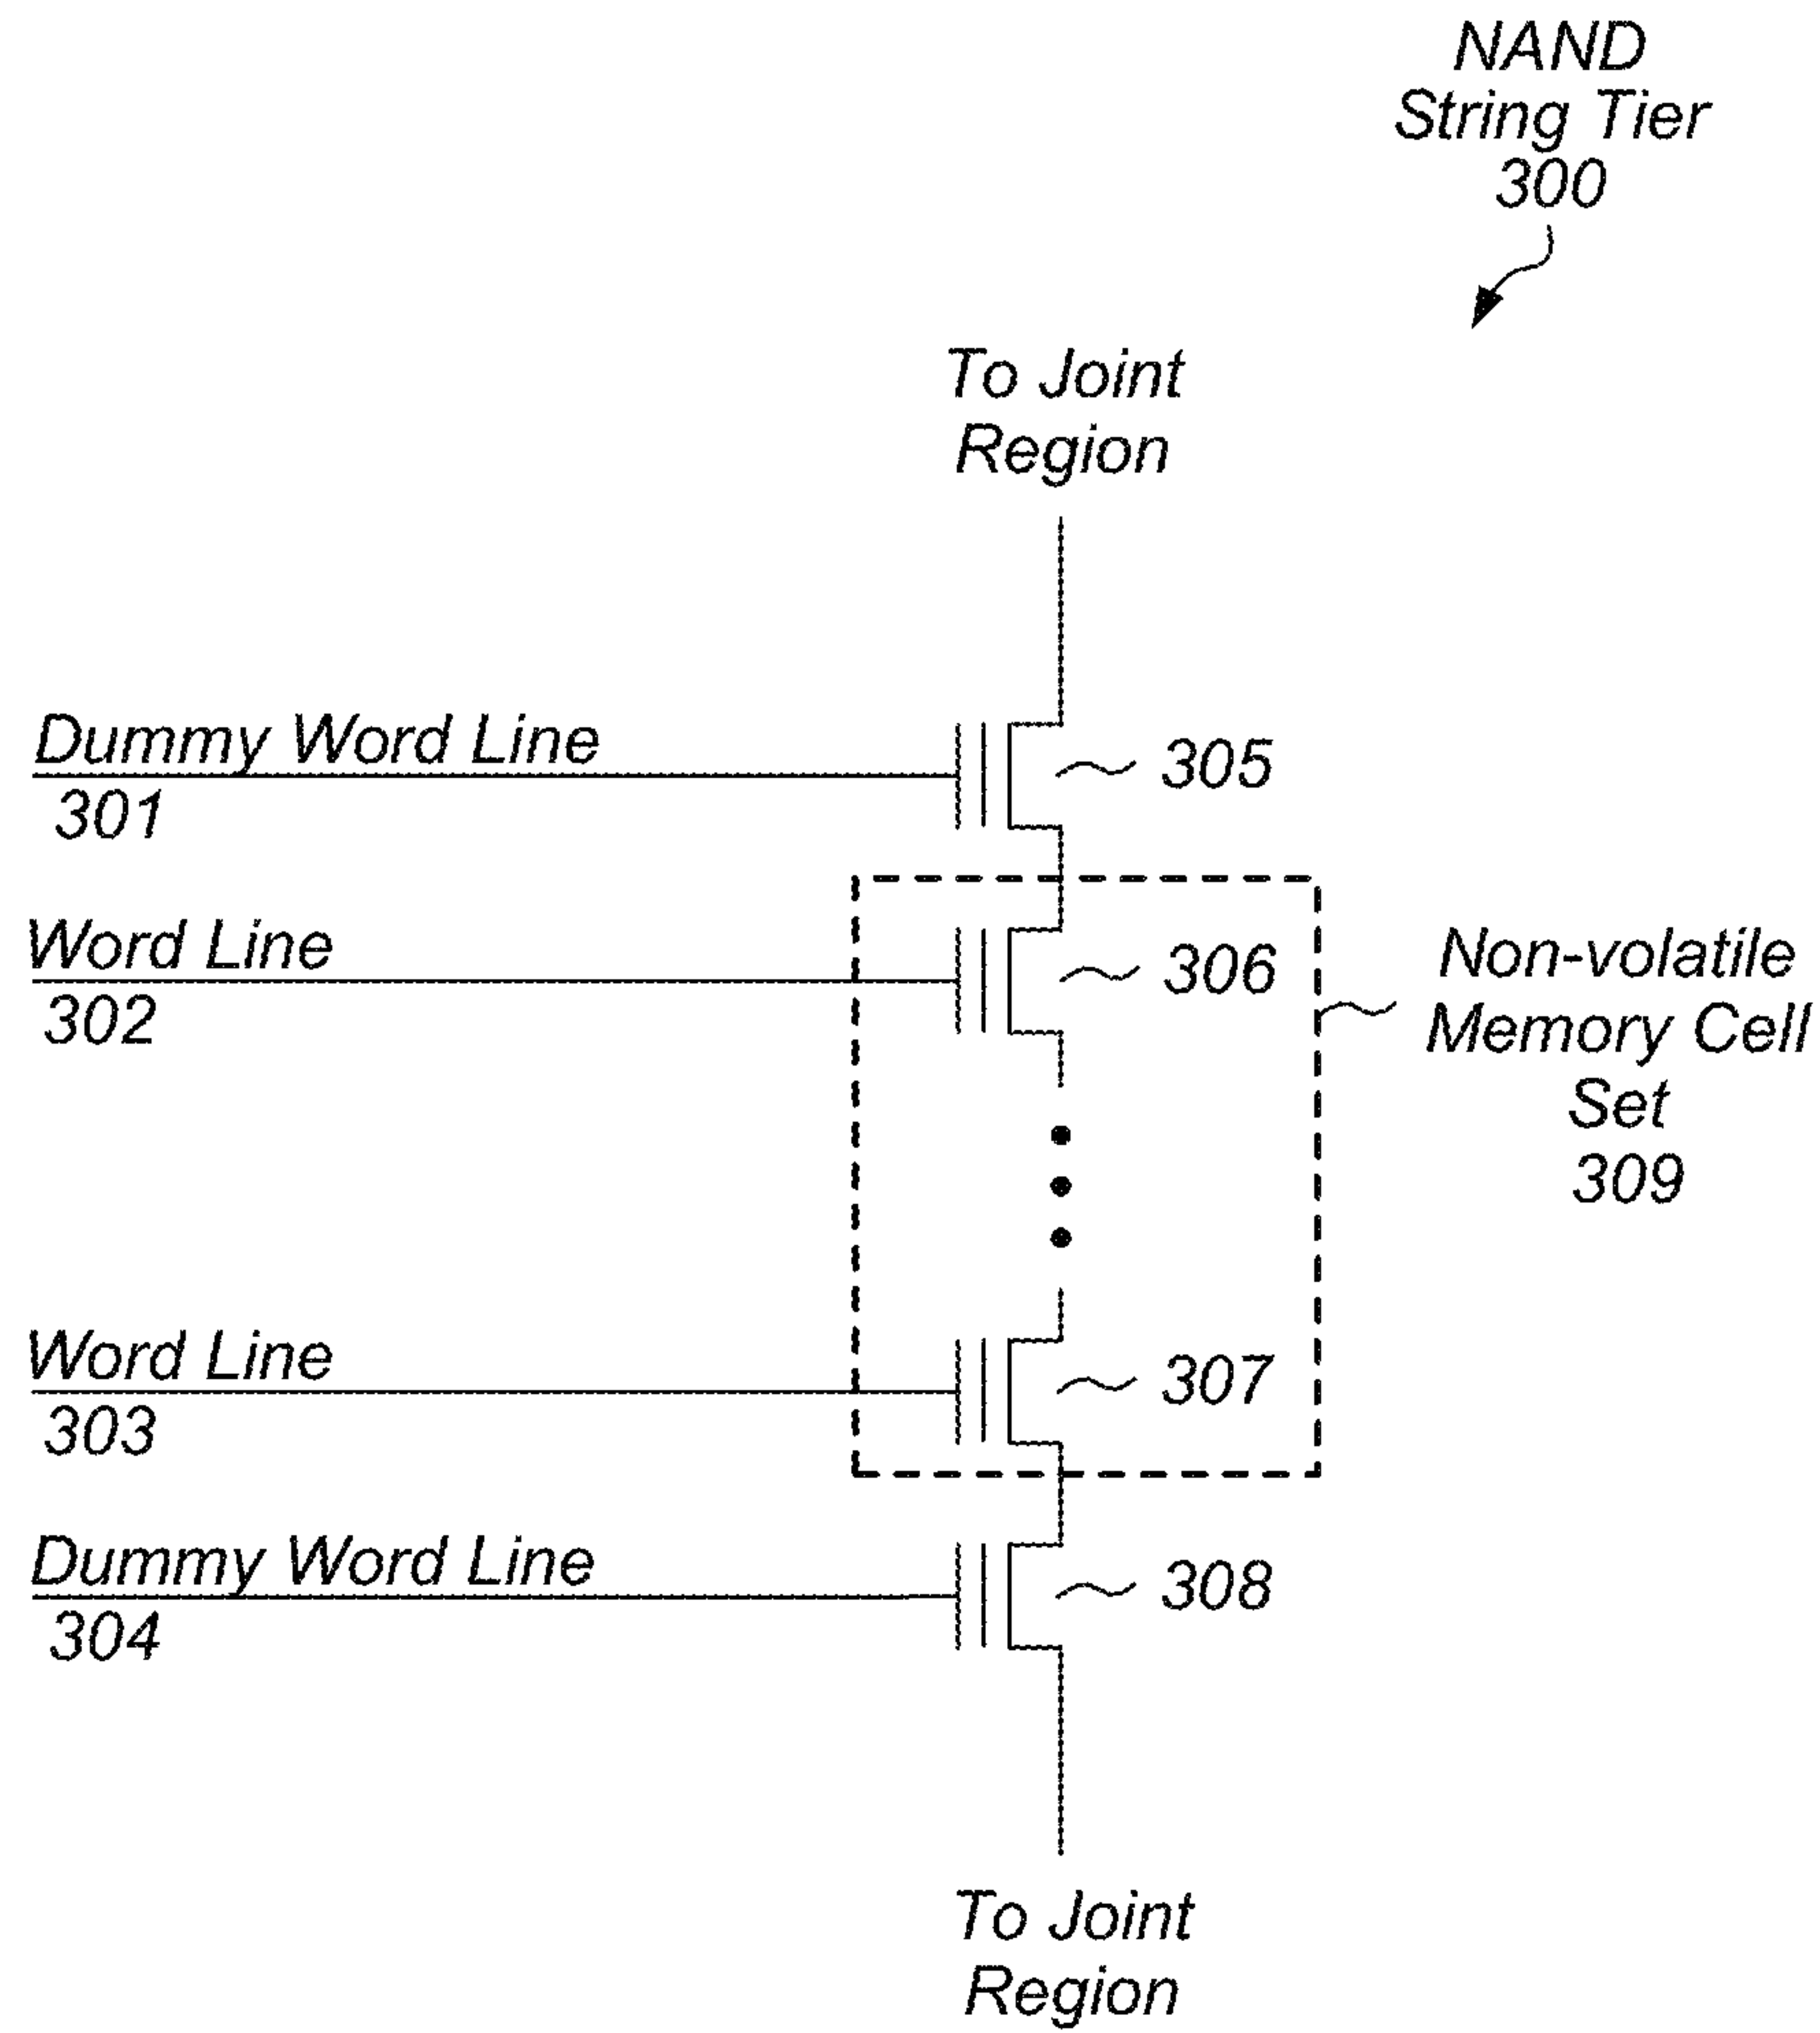 NAND
String Tier
300
To Joint
Region
Dummy Word Line
301
305
Word Line
302
306
Non-volatile
Memory Cell
Set
309
Word Line
303
307
Dummy Word Line
304
308
To Joint
Region